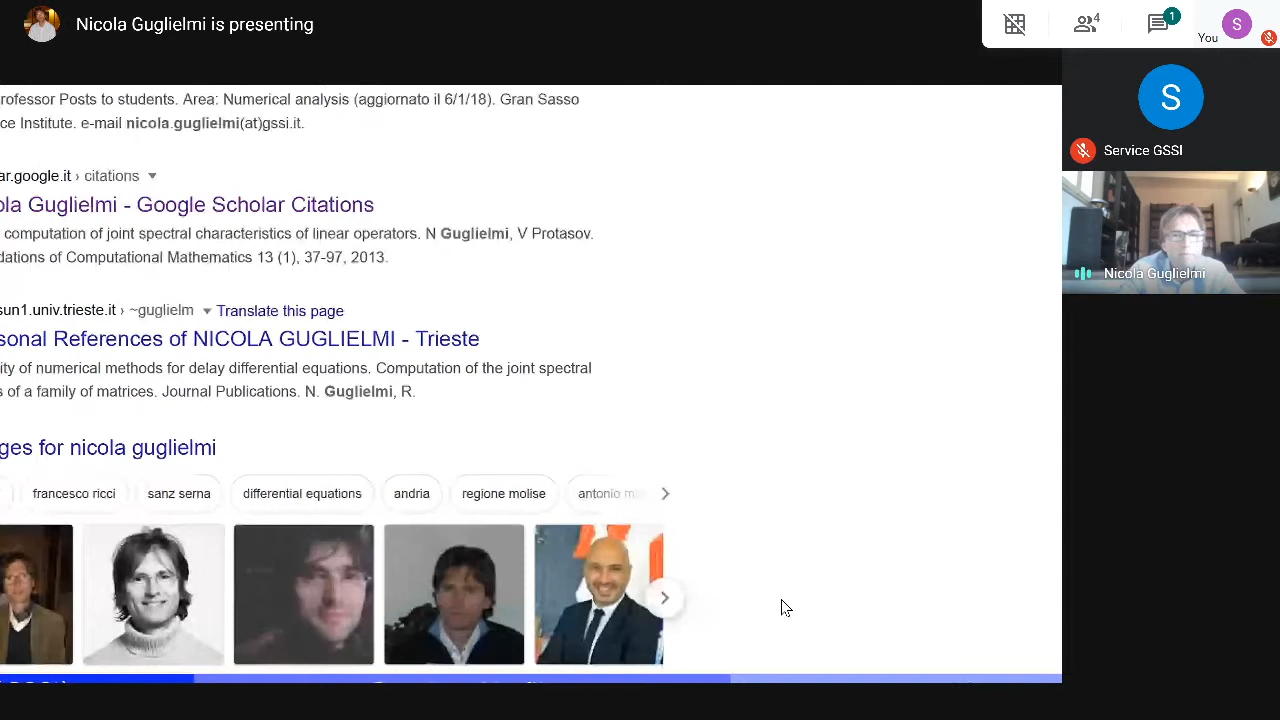 Nicola Guglielmi is presenting
4
1
You
S
S
Service GSSI
Nicola Guglielmi
rofessor Posts to students. Area: Numerical analysis (aggiornato il 6/1/18). Gran Sasso
ce Institute. e-mail nicola.guglielmi(at)gssi.it.
ar.google.it › citations
ola Guglielmi - Google Scholar Citations
computation of joint spectral characteristics of linear operators. N Guglielmi, V Protasov.
dations of Computational Mathematics 13 (1), 37-97, 2013.
sun1.univ.trieste.it › ~guglielm Translate this page
sonal References of NICOLA GUGLIELMI - Trieste
ity of numerical methods for delay differential equations. Computation of the joint spectral
s of a family of matrices. Journal Publications. N. Guglielmi, R.
ges for nicola guglielmi
francesco ricci sanz serna differential equations andria regione molise antonio